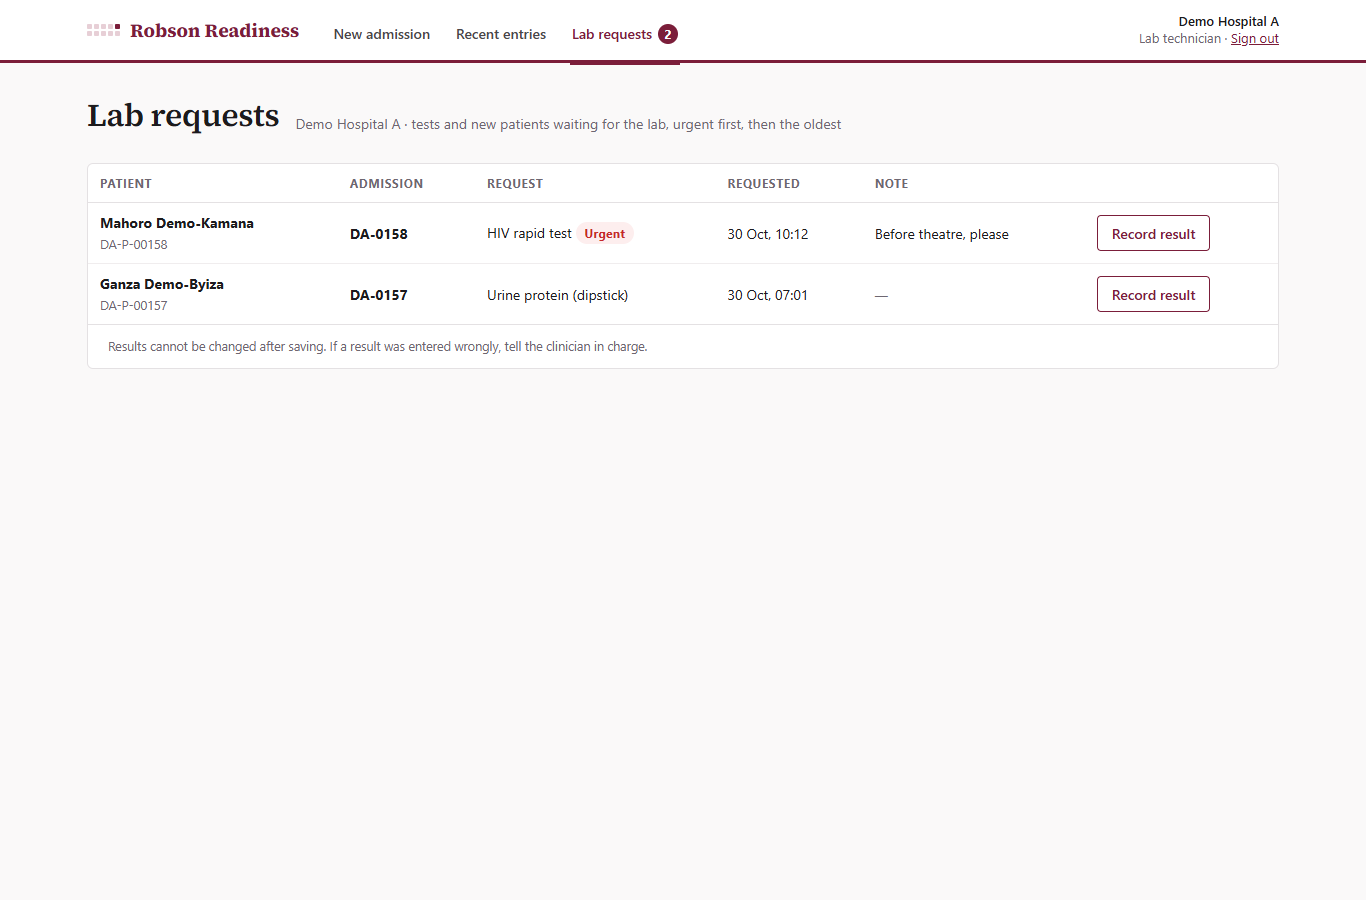 Robson Readiness
New admission
Recent entries
Lab requests 2
Demo Hospital A
Lab technician · Sign out
Lab requests
Demo Hospital A · tests and new patients waiting for the lab, urgent first, then the oldest
PATIENT ADMISSION REQUEST REQUESTED NOTE
Mahoro Demo-Kamana
DA-P-00158
DA-0158
HIV rapid test Urgent
30 Oct, 10:12
Before theatre, please
Record result
Ganza Demo-Byiza
DA-P-00157
DA-0157
Urine protein (dipstick)
30 Oct, 07:01
—
Record result
Results cannot be changed after saving. If a result was entered wrongly, tell the clinician in charge.